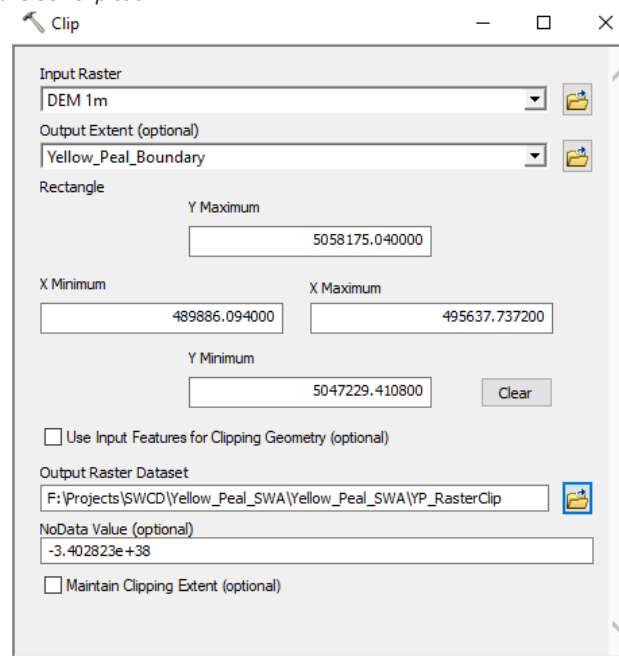 Clip
Input Raster
DEM 1m
Output Extent (optional)
Yellow_Peal_Boundary
Rectangle
Y Maximum
5058175.040000
X Minimum
X Maximum
489886.094000
495637.737200
Y Minimum
5047229.410800
Clear
Use Input Features for Clipping Geometry (optional)
Output Raster Dataset
F:\Projects\SWCD\Yellow_Peal_SWA\Yellow_Peal_SWA\YP_RasterClip
NoData Value (optional)
-3.402823e+38
Maintain Clipping Extent (optional)